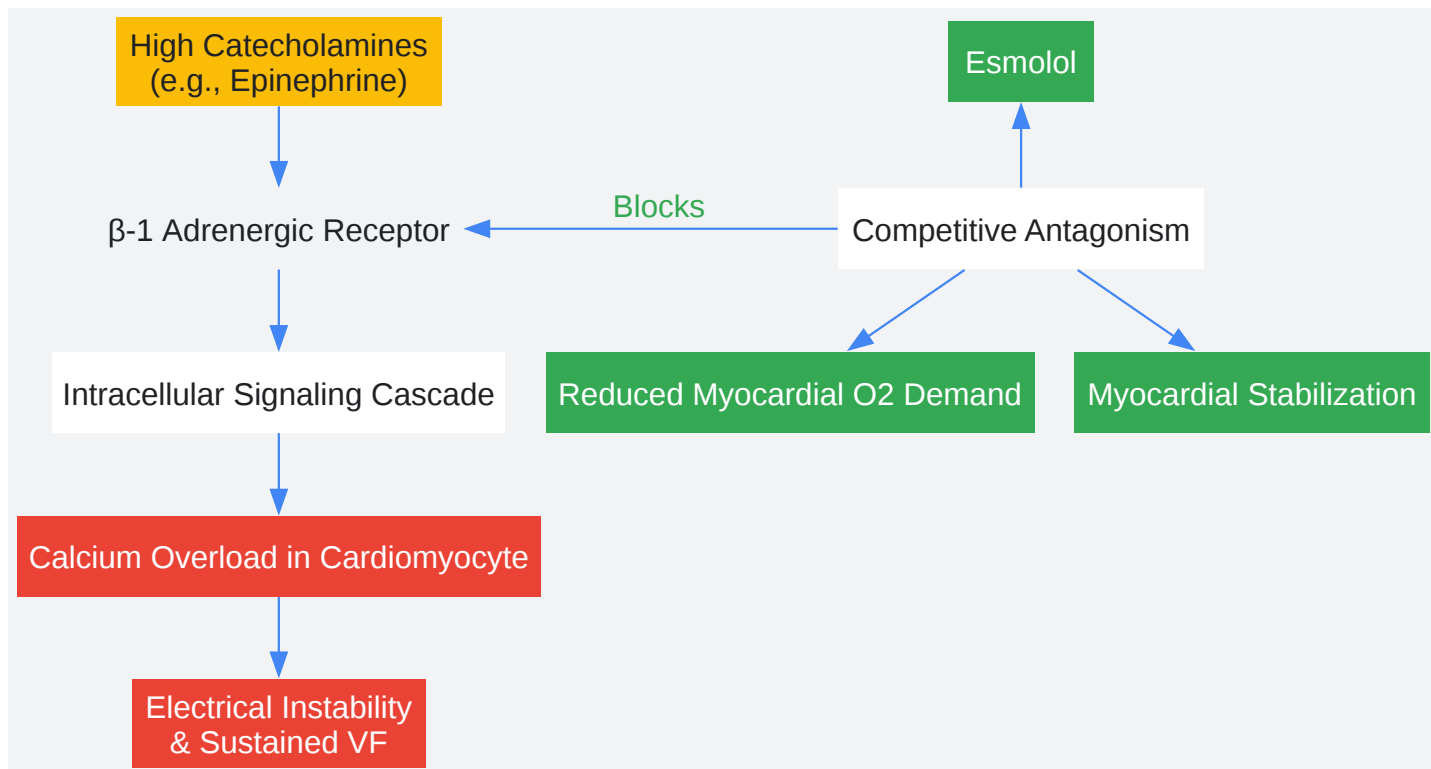 High Catecholamines
(e.g., Epinephrine)
Esmolol
Blocks
β-1 Adrenergic Receptor
Competitive Antagonism
Intracellular Signaling Cascade
Reduced Myocardial O2 Demand
Myocardial Stabilization
Calcium Overload in Cardiomyocyte
Electrical Instability
& Sustained VF